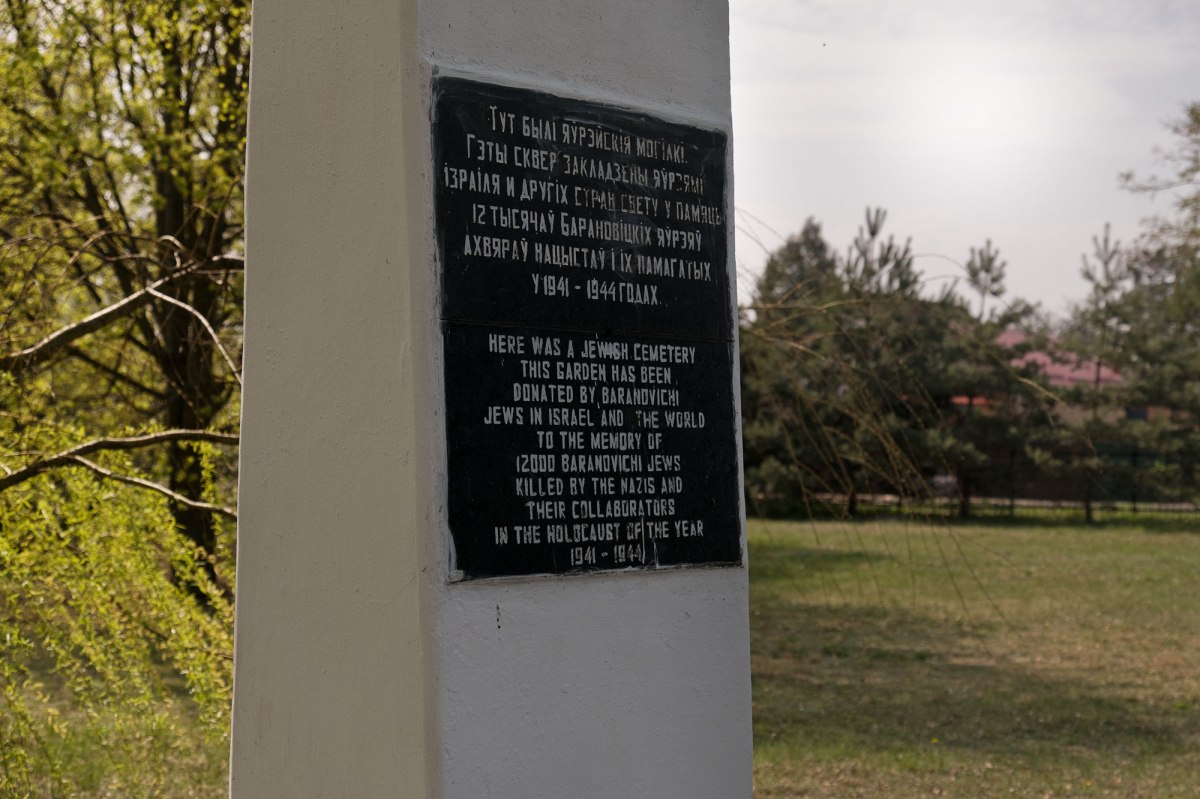 Тут былі яўрэйскія могілкі.
Гэты сквер закладзены яўрэямі
Ізраіля и другіх стран свету у памяць
12 тысячаў Барановіцкіх яўрэяў
ахвяраў нацыстаў і іх памагатых
у 1941 - 1944 годах.
HERE WAS A JEWISH CEMETERY
THIS GARDEN HAS BEEN
DONATED BY BARANOVICHI
JEWS IN ISRAEL AND THE WORLD
TO THE MEMORY OF
12000 BARANOVICHI JEWS
KILLED BY THE NAZIS AND
THEIR COLLABORATORS
IN THE HOLOCAUST OF THE YEAR
1941 - 1944